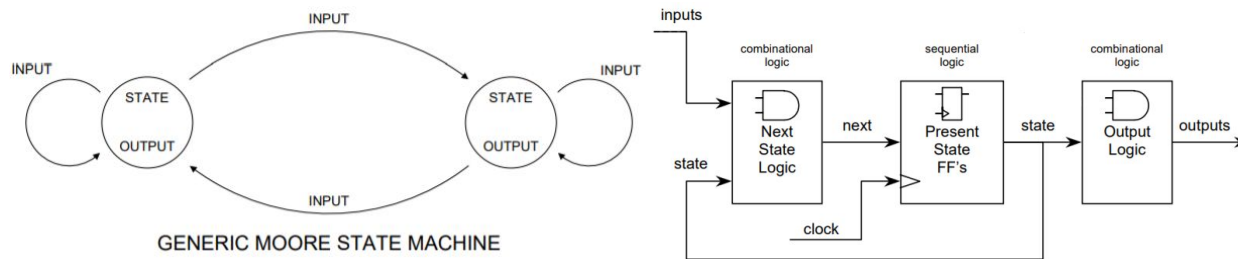 INPUT
INPUT
INPUT
STATE
OUTPUT
STATE
OUTPUT
INPUT
GENERIC MOORE STATE MACHINE
inputs
combinational
logic
sequential
logic
combinational
logic
Next
State
Logic
next
Present
State
FF's
state
Output
Logic
outputs
state
clock